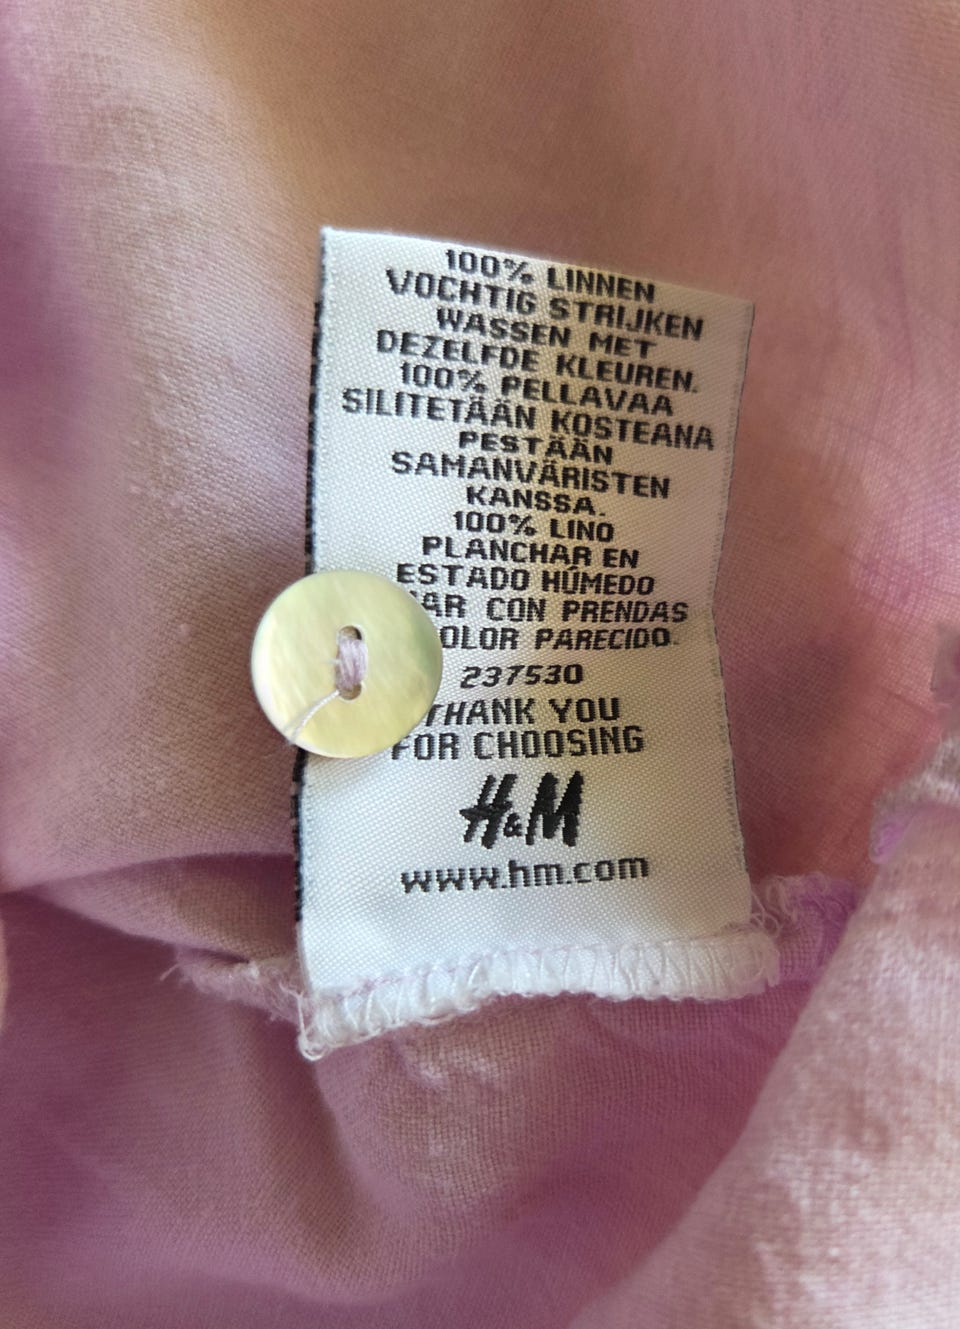 100% LINNEN
VOCHTIG STRIJKEN
WASSEN MET
DEZELFDE KLEUREN.
100% PELLAVAA
SILITETÄÄN KOSTEANA
PESTÄÄN
SAMANVÄRISTEN
KANSSA.
100% LINO
PLANCHAR EN
ESTADO HÚMEDO
CON PRENDAS
PARECIDO.
237530
THANK YOU
FOR CHOOSING
H&M
www.hm.com